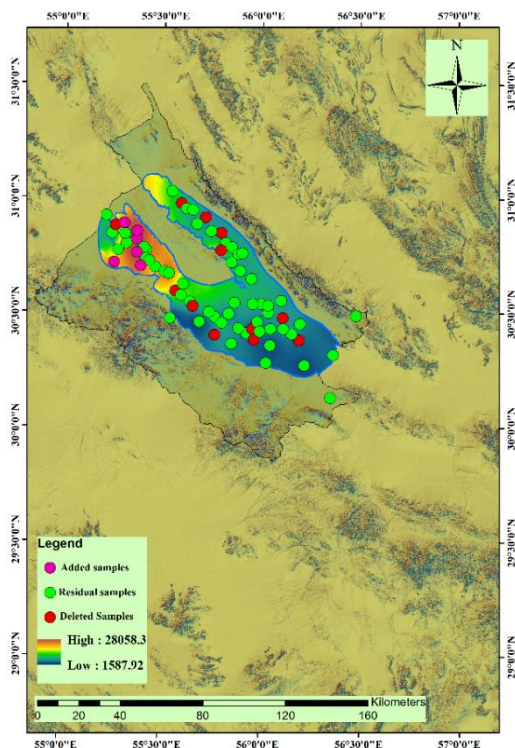 55°0'0"E 55°30'0"E 56°0'0"E 56°30'0"E 57°0'0"E
N
31°30'0"N 31°30'0"N
31°0'0"N 31°0'0"N
30°30'0"N 30°30'0"N
30°0'0"N 30°0'0"N
29°30'0"N 29°30'0"N
29°0'0"N 29°0'0"N
Legend
Added samples
Residual samples
Deleted Samples
High : 28058.3
Low : 1587.92
Kilometers
0 20 40 80 120 160
55°0'0"E 55°30'0"E 56°0'0"E 56°30'0"E 57°0'0"E